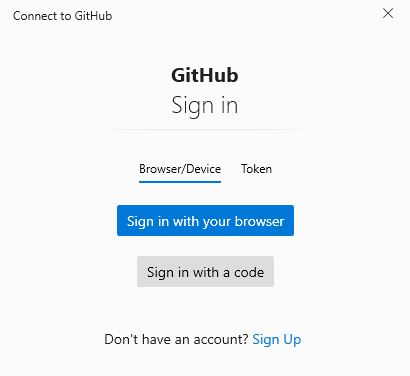 Connect to GitHub
GitHub
Sign in
Browser/Device Token
Sign in with your browser
Sign in with a code
Don't have an account? Sign Up